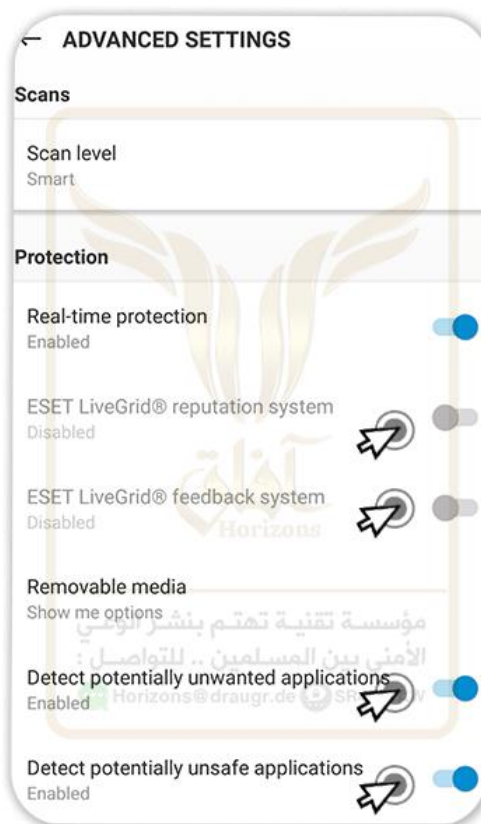 ← ADVANCED SETTINGS
Scans
Scan level
Smart
Protection
Real-time protection
Enabled
ESET LiveGrid® reputation system
Disabled
آفاق
ESET LiveGrid® feedback system
Disabled
Horizons
Removable media
Show me options
مؤسسة تقنية تهتم بنشر الوعي
الأمني بين المسلمين .. للتواصل :
Detect potentially unwanted applications
Enabled
Horizons@draugr.de
Detect potentially unsafe applications
Enabled